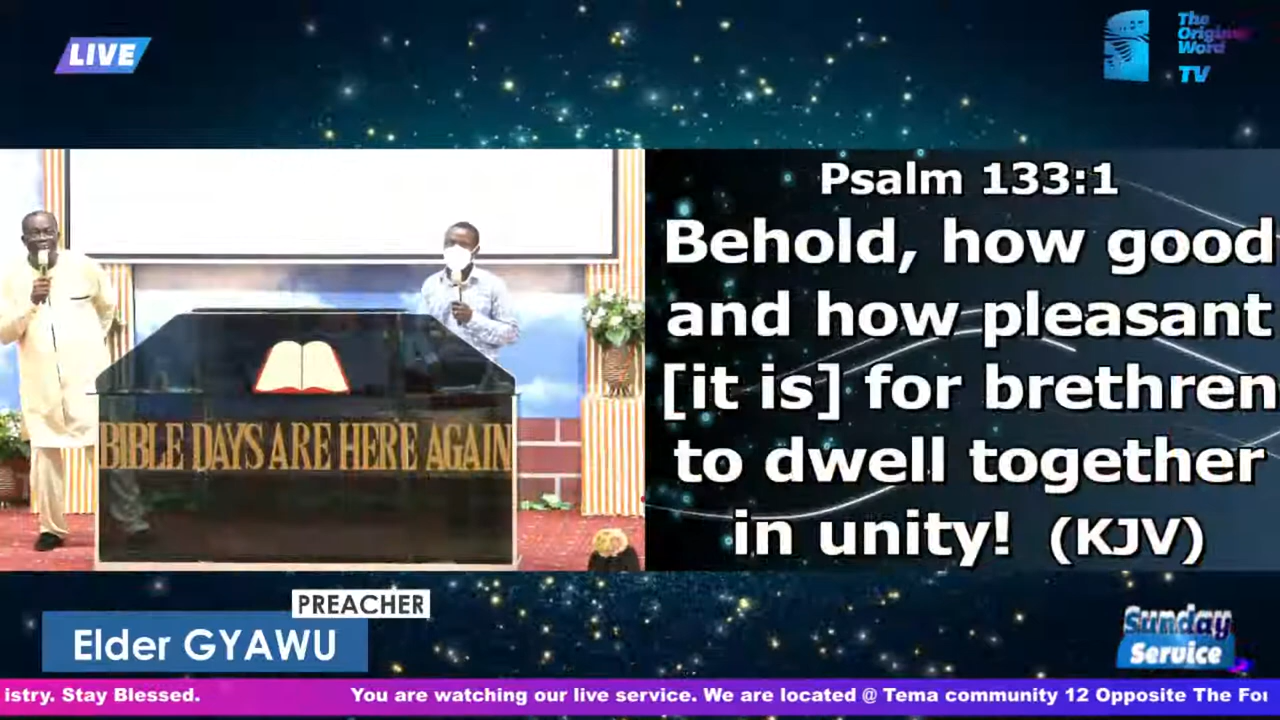 LIVE
The
Original
Word
TV
Psalm 133:1
Behold, how good
and how pleasant
[it is] for brethren
to dwell together
in unity! (KJV)
BIBLE DAYS ARE HERE AGAIN
PREACHER
Elder GYAWU
Sunday
Service
istry. Stay Blessed. You are watching our live service. We are located @ Tema community 12 Opposite The